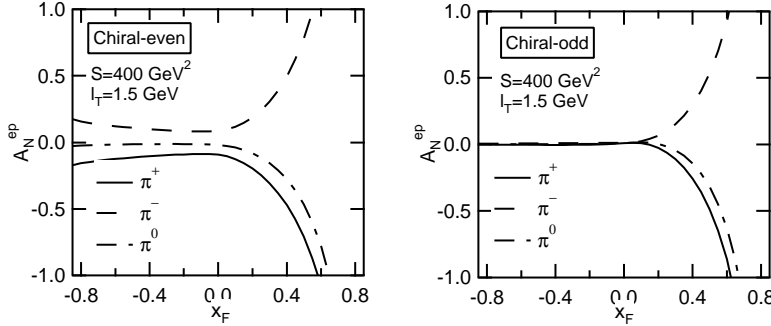 1.0
0.5
0.0
-0.5
-1.0
A_N^ep
Chiral-even
S=400 GeV²
l_T=1.5 GeV
π⁺
π⁻
π⁰
-0.8 -0.4 0.0 0.4 0.8
x_F
1.0
0.5
0.0
-0.5
-1.0
A_N^ep
Chiral-odd
S=400 GeV²
l_T=1.5 GeV
π⁺
π⁻
π⁰
-0.8 -0.4 0.0 0.4 0.8
x_F